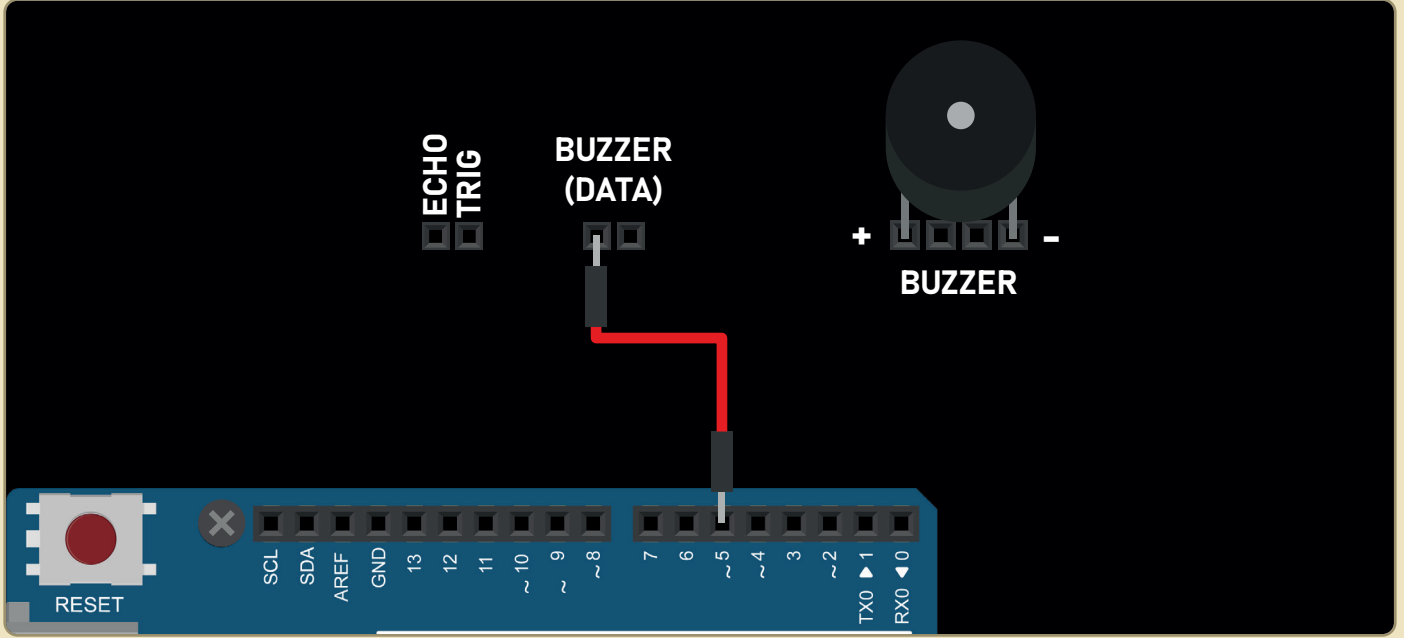 ECHO
TRIG
BUZZER
(DATA)
+
-
BUZZER
SCL
SDA
AREF
GND
13
12
11
~ 10
~ 9
~ 8
7
6
~ 5
~ 4
3
~ 2
TX0 ▶ 1
RX0 ◀ 0
RESET